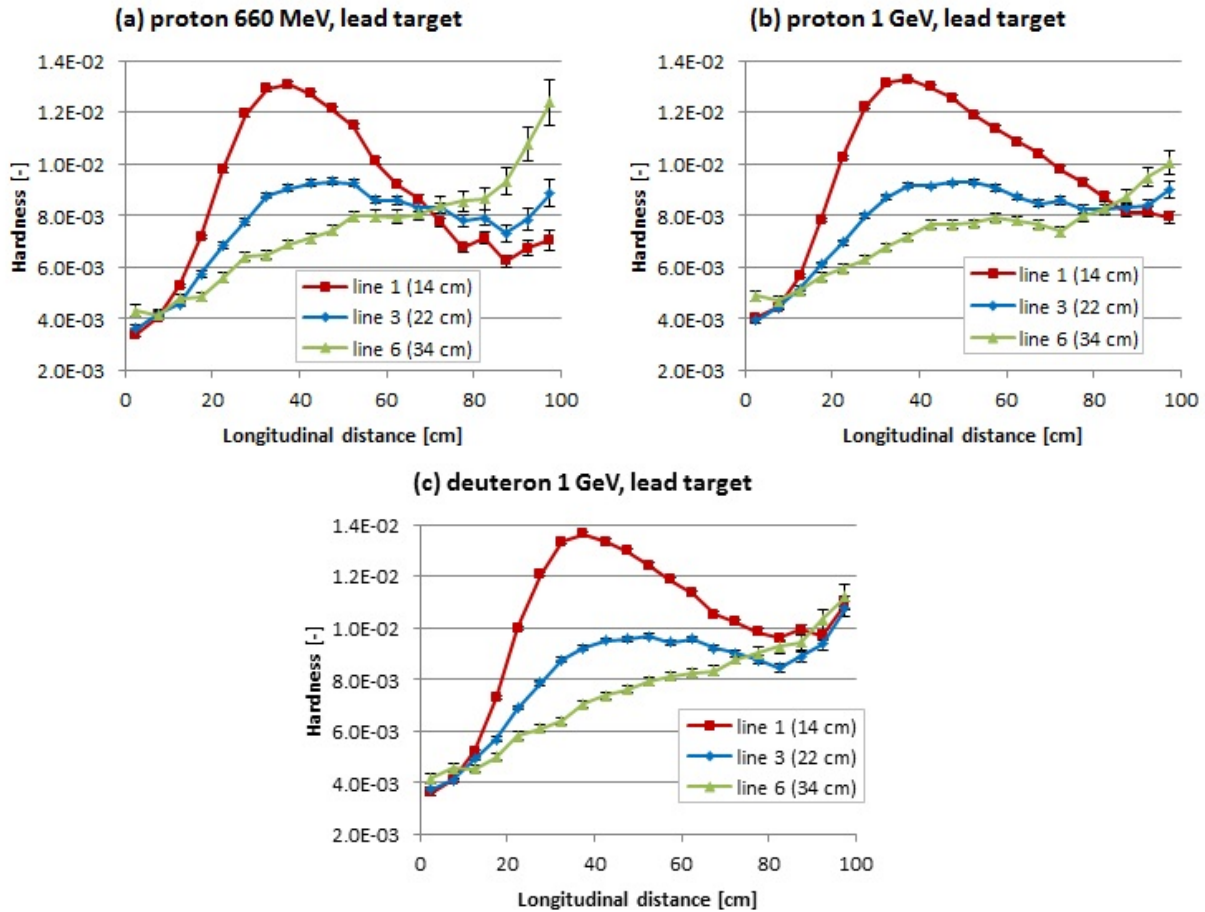 (a) proton 660 MeV, lead target
1.4E-02
1.2E-02
1.0E-02
8.0E-03
6.0E-03
4.0E-03
2.0E-03
Hardness [-]
line 1 (14 cm)
line 3 (22 cm)
line 6 (34 cm)
0 20 40 60 80 100
Longitudinal distance [cm]
(b) proton 1 GeV, lead target
1.4E-02
1.2E-02
1.0E-02
8.0E-03
6.0E-03
4.0E-03
2.0E-03
Hardness [-]
line 1 (14 cm)
line 3 (22 cm)
line 6 (34 cm)
0 20 40 60 80 100
Longitudinal distance [cm]
(c) deuteron 1 GeV, lead target
1.4E-02
1.2E-02
1.0E-02
8.0E-03
6.0E-03
4.0E-03
2.0E-03
Hardness [-]
line 1 (14 cm)
line 3 (22 cm)
line 6 (34 cm)
0 20 40 60 80 100
Longitudinal distance [cm]